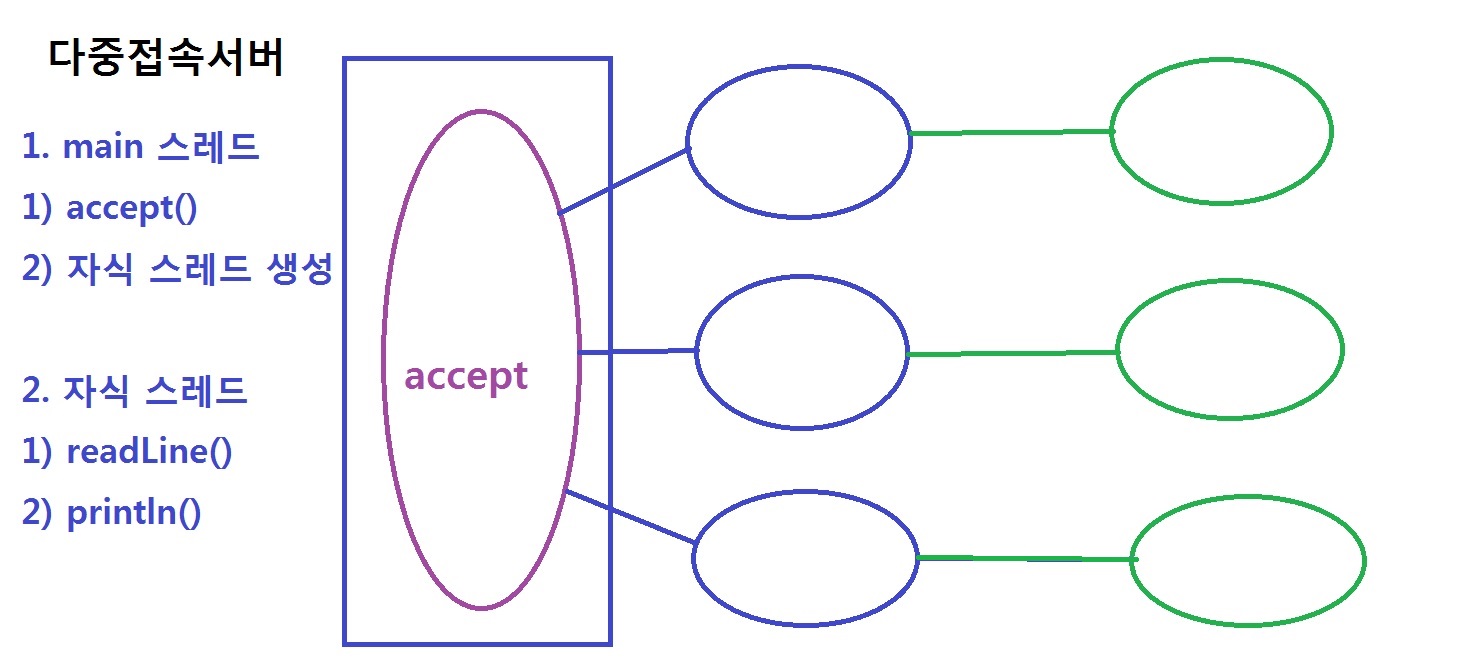 다중접속서버
1. main 스레드
1) accept()
2) 자식 스레드 생성
2. 자식 스레드
1) readLine()
2) println()
accept